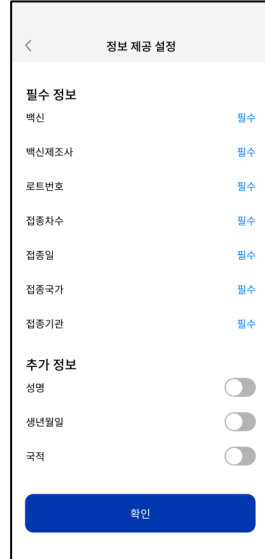 정보 제공 설정
필수 정보
백신 필수
백신제조사 필수
로트번호 필수
접종차수 필수
접종일 필수
접종국가 필수
접종기관 필수
추가 정보
성명
생년월일
국적
확인